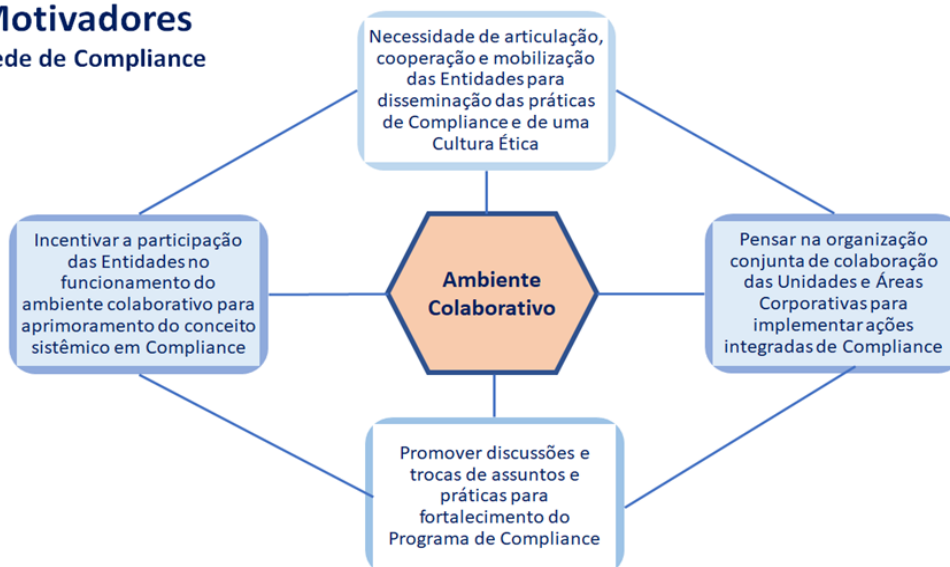 Motivadores
ede de Compliance
Necessidade de articulação,
cooperação e mobilização
das Entidades para
disseminação das práticas
de Compliance e de uma
Cultura Ética
Incentivar a participação
das Entidades no
funcionamento do
ambiente colaborativo para
aprimoramento do conceito
sistêmico em Compliance
Ambiente
Colaborativo
Pensar na organização
conjunta de colaboração
das Unidades e Áreas
Corporativas para
implementar ações
integradas de Compliance
Promover discussões e
trocas de assuntos e
práticas para
fortalecimento do
Programa de Compliance